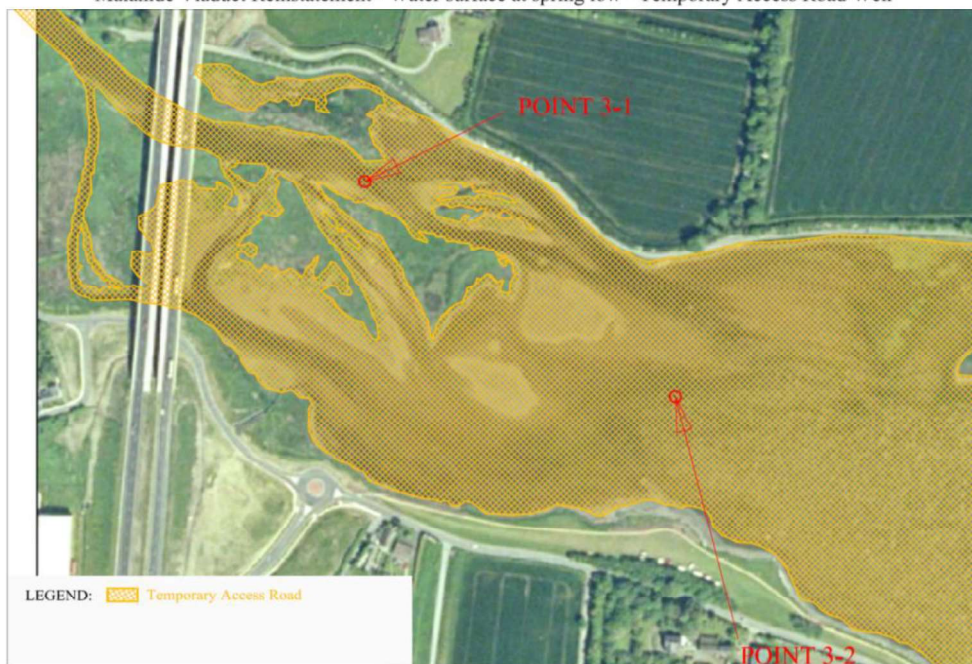 Malahide Viaduct Reinstatement – Water surface at spring low – Temporary Access Road Weir
POINT 3-1
LEGEND: Temporary Access Road
POINT 3-2